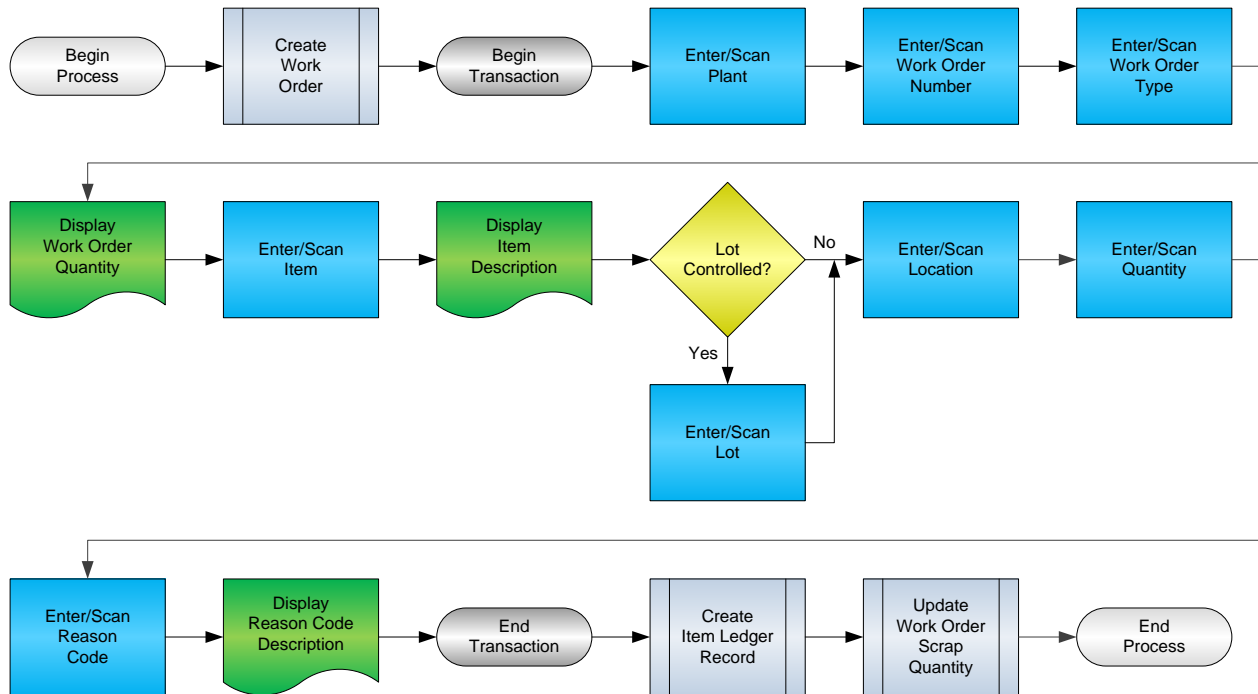 Begin
Process
Create
Work
Order
Begin
Transaction
Enter/Scan
Plant
Enter/Scan
Work Order
Number
Enter/Scan
Work Order
Type
Display
Work Order
Quantity
Enter/Scan
Item
Display
Item
Description
Lot
Controlled?
No
Yes
Enter/Scan
Lot
Enter/Scan
Location
Enter/Scan
Quantity
Enter/Scan
Reason
Code
Display
Reason Code
Description
End
Transaction
Create
Item Ledger
Record
Update
Work Order
Scrap
Quantity
End
Process